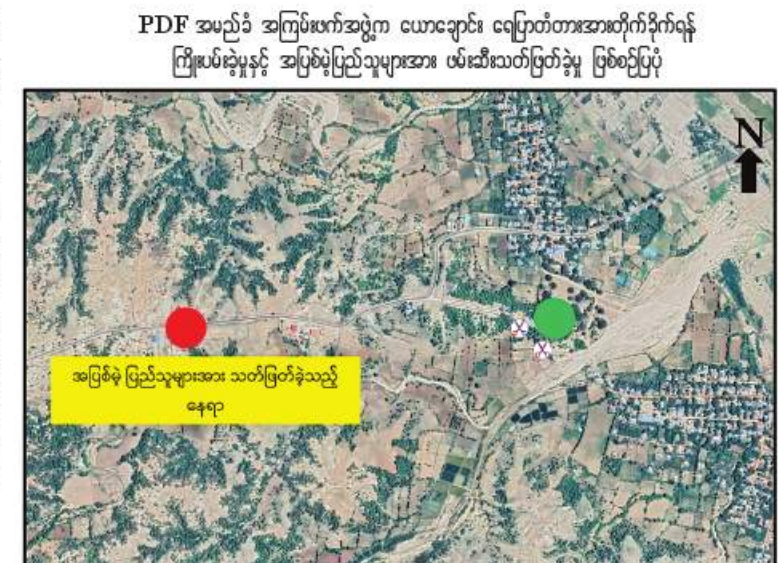 PDF အမည်ခံ အကြမ်းဖက်အဖွဲ့က ယောချောင်း ရေပြာတံတားအားတိုက်ခိုက်ရန်
ကြိုးပမ်းခဲ့မှုနှင့် အပြစ်မဲ့ပြည်သူများအား ဖမ်းဆီးသတ်ဖြတ်ခဲ့မှု ဖြစ်စဉ်ပြပုံ
N
အပြစ်မဲ့ ပြည်သူများအား သတ်ဖြတ်ခဲ့သည့်
နေရာ